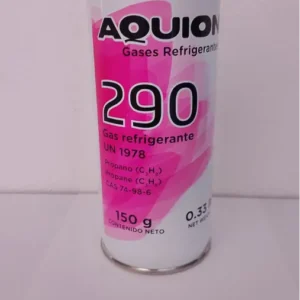 AQUION
Gases Refrigerante
290
Gas refrigerante
UN 1978
Propano (C₃H₈)
Propane (C₃H₈)
CAS 74-98-6
150 g
CONTENIDO NETO
0.33
NET